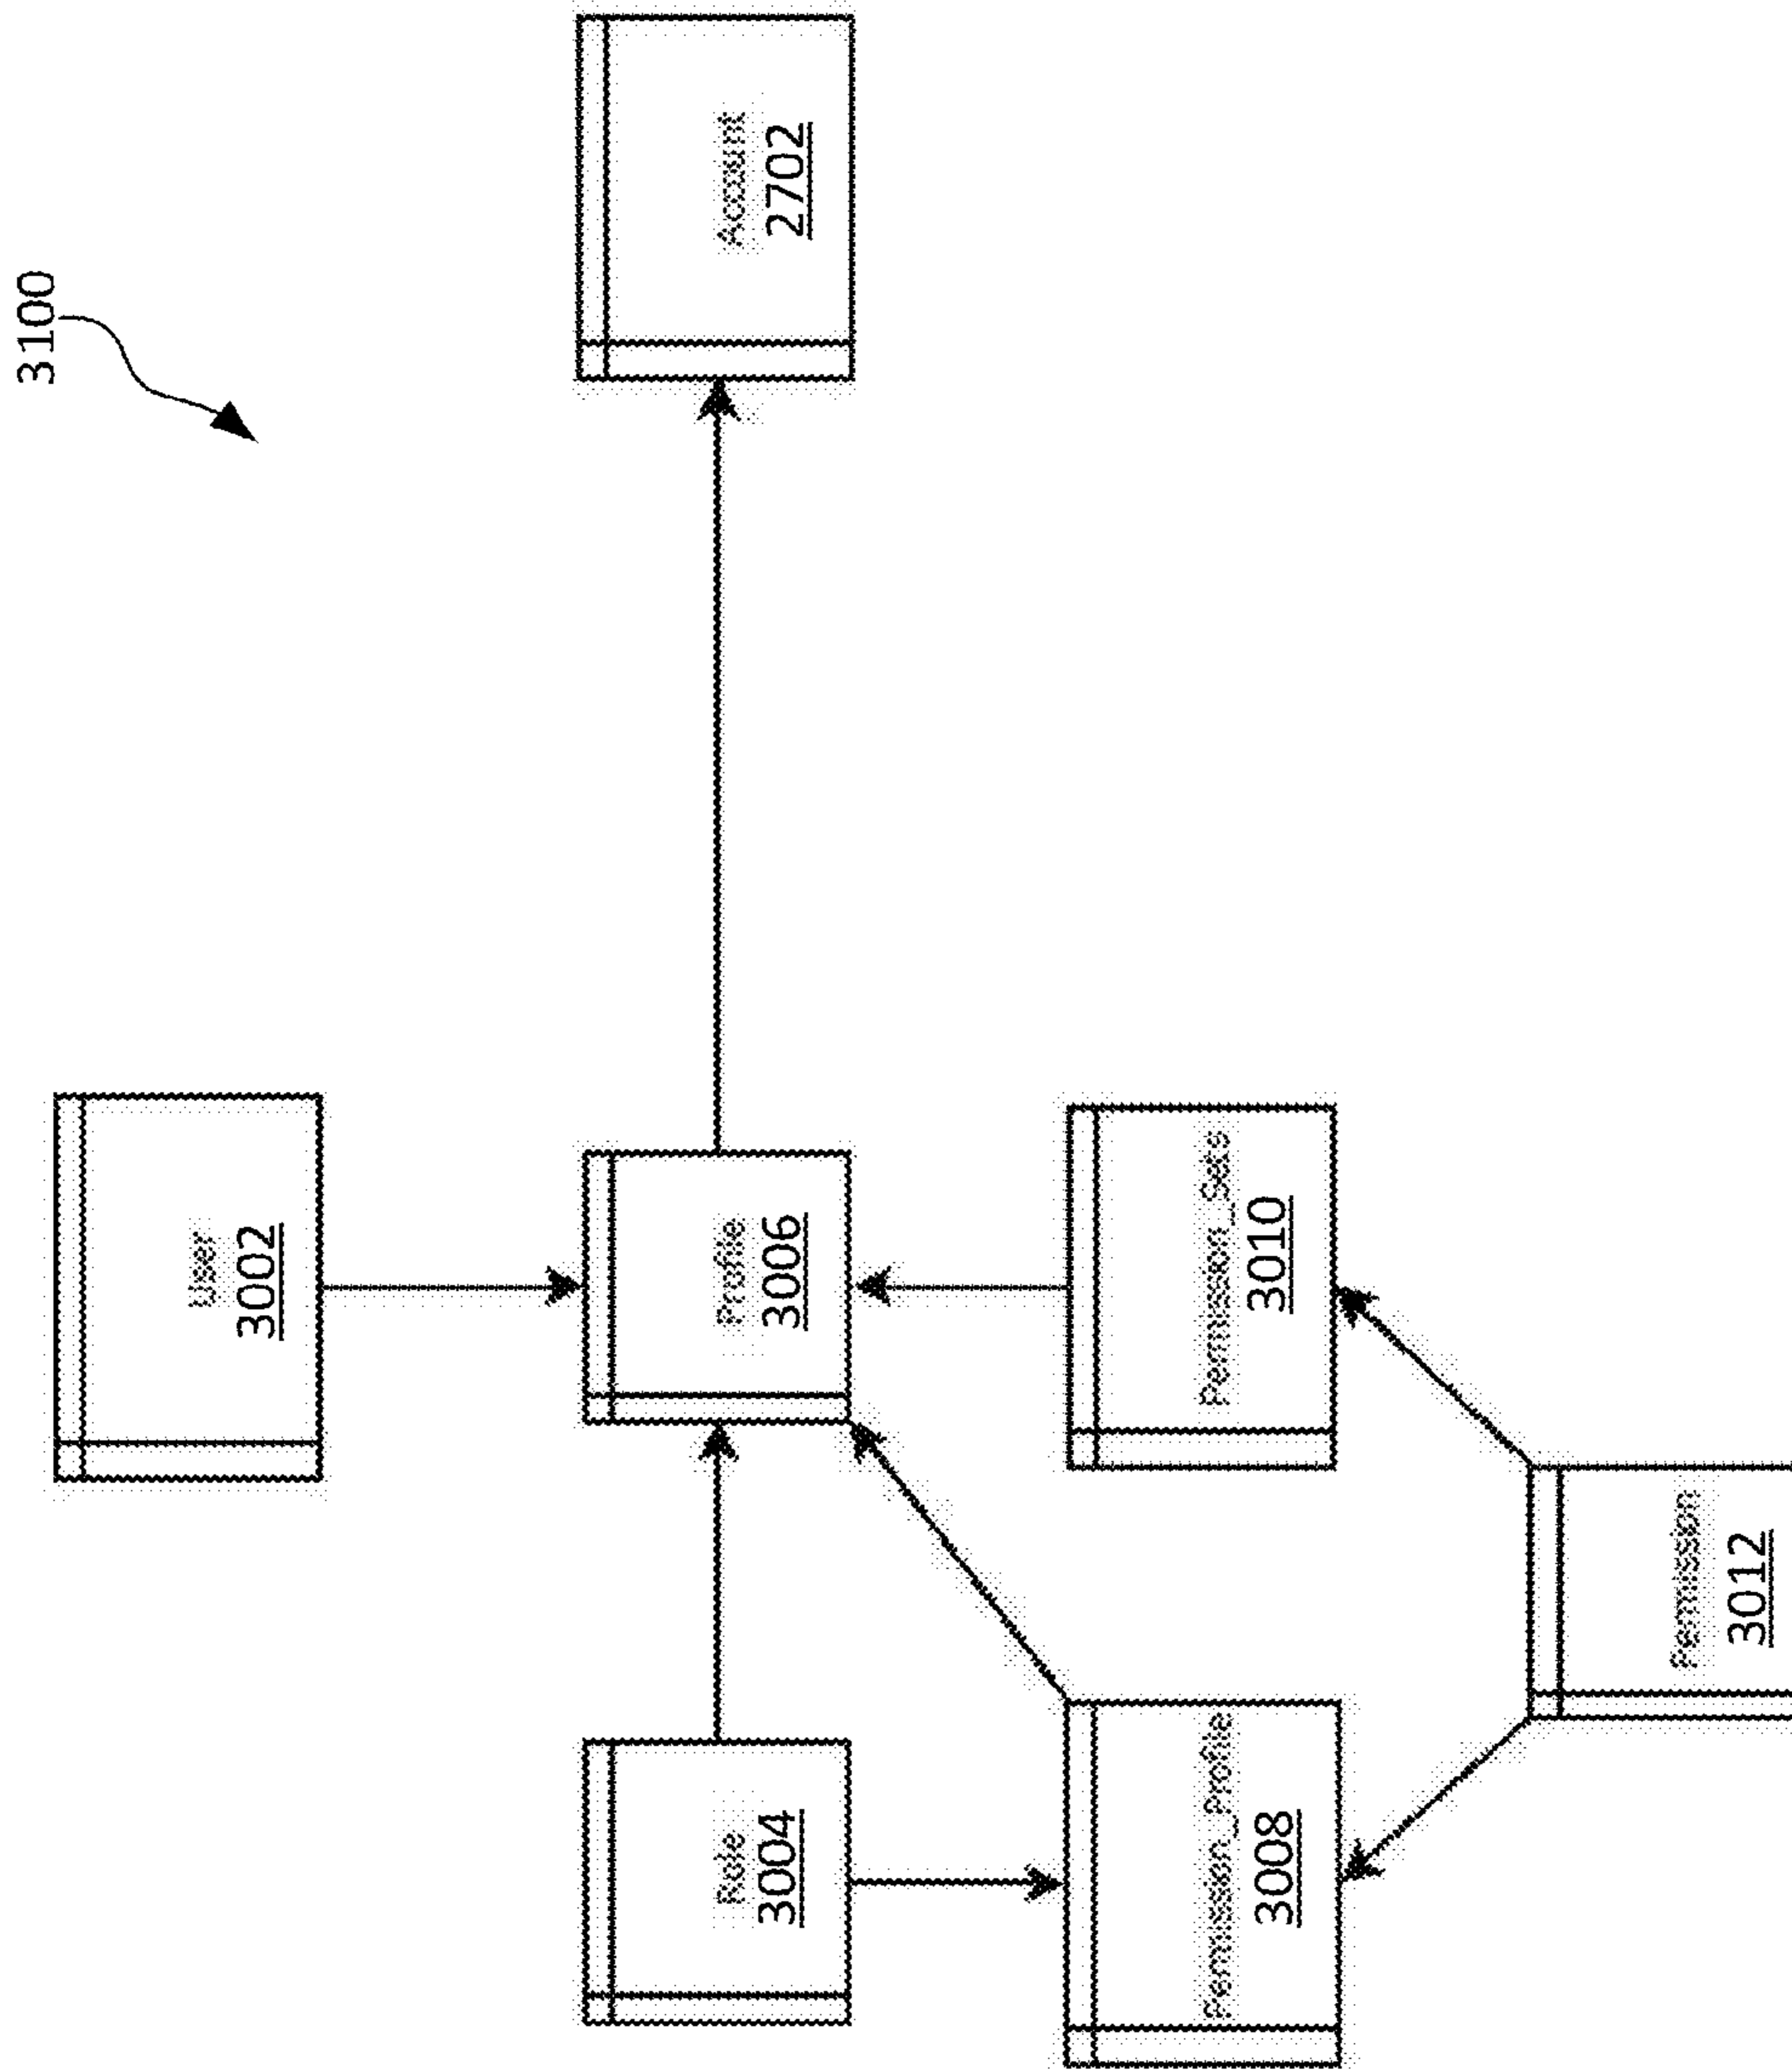 3100
User
3002
Role
3004
Profile
3006
Account
2702
Permission_Profile
3008
Permission_Sets
3010
Permission
3012